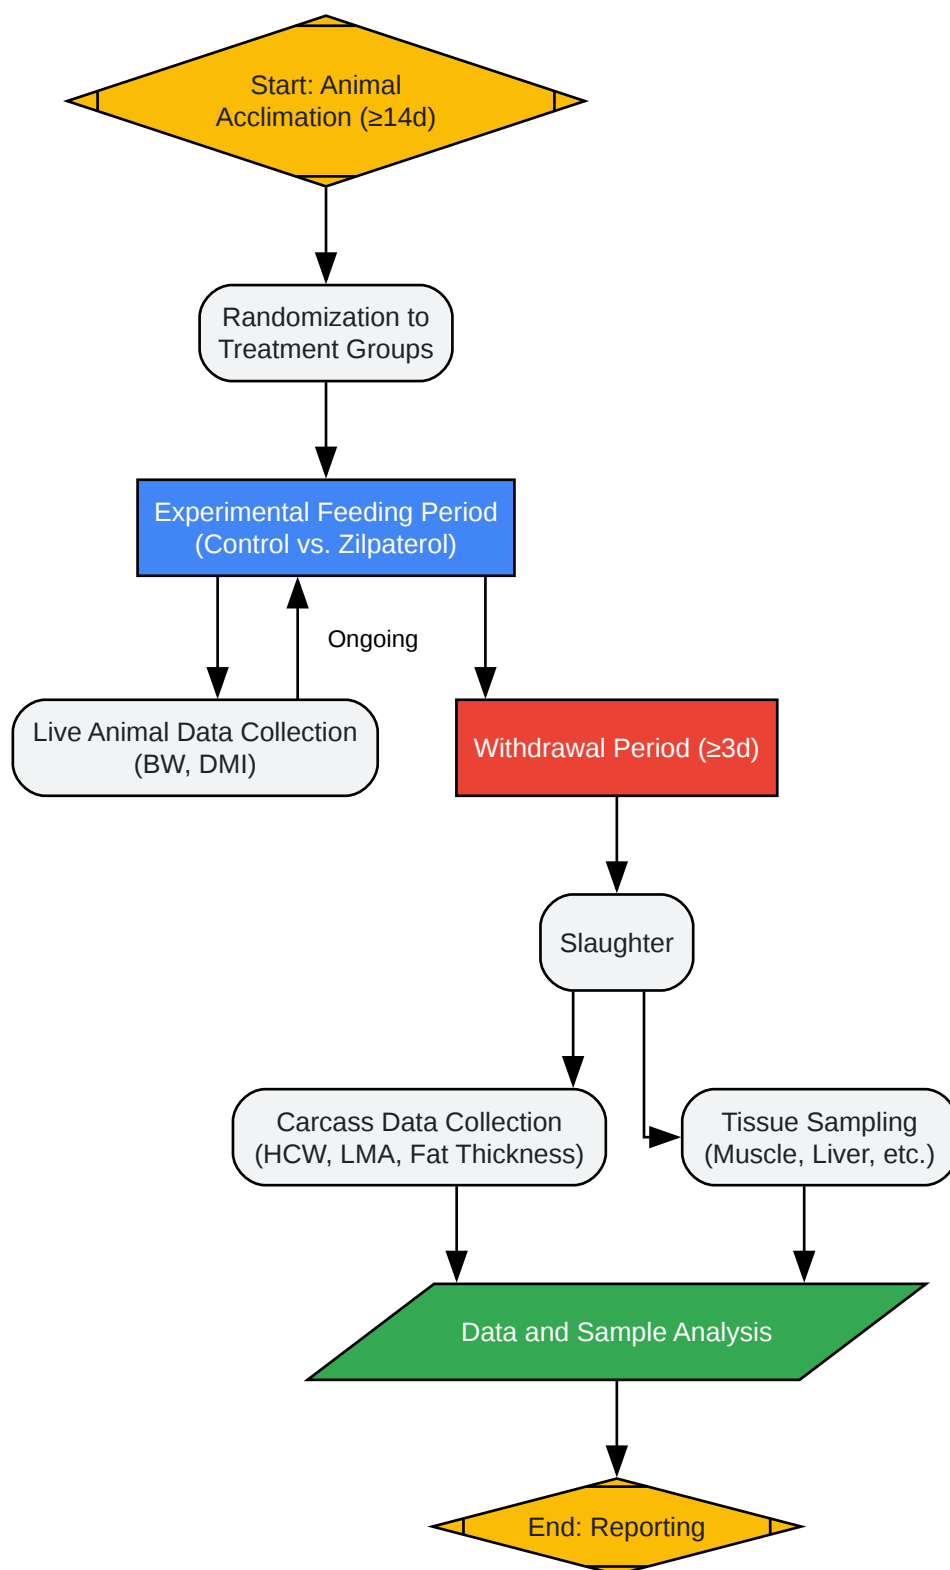 Start: Animal
Acclimation (≥14d)
Randomization to
Treatment Groups
Experimental Feeding Period
(Control vs. Zilpaterol)
Ongoing
Live Animal Data Collection
(BW, DMI)
Withdrawal Period (≥3d)
Slaughter
Carcass Data Collection
(HCW, LMA, Fat Thickness)
Tissue Sampling
(Muscle, Liver, etc.)
Data and Sample Analysis
End: Reporting